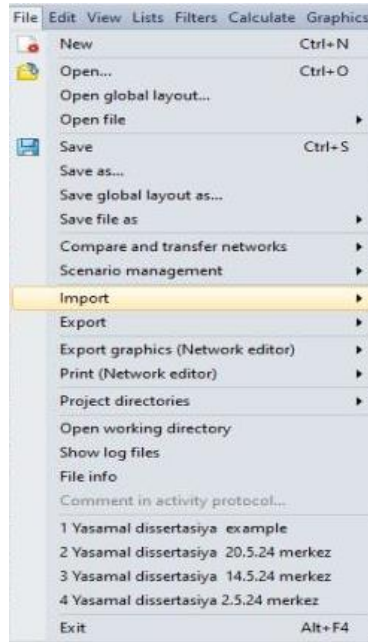 File Edit View Lists Filters Calculate Graphics
New Ctrl+N
Open... Ctrl+O
Open global layout...
Open file
Save Ctrl+S
Save as...
Save global layout as...
Save file as
Compare and transfer networks
Scenario management
Import
Export
Export graphics (Network editor)
Print (Network editor)
Project directories
Open working directory
Show log files
File info
Comment in activity protocol...
1 Yasamal dissertasiya example
2 Yasamal dissertasiya 20.5.24 merkez
3 Yasamal dissertasiya 14.5.24 merkez
4 Yasamal dissertasiya 2.5.24 merkez
Exit Alt+F4